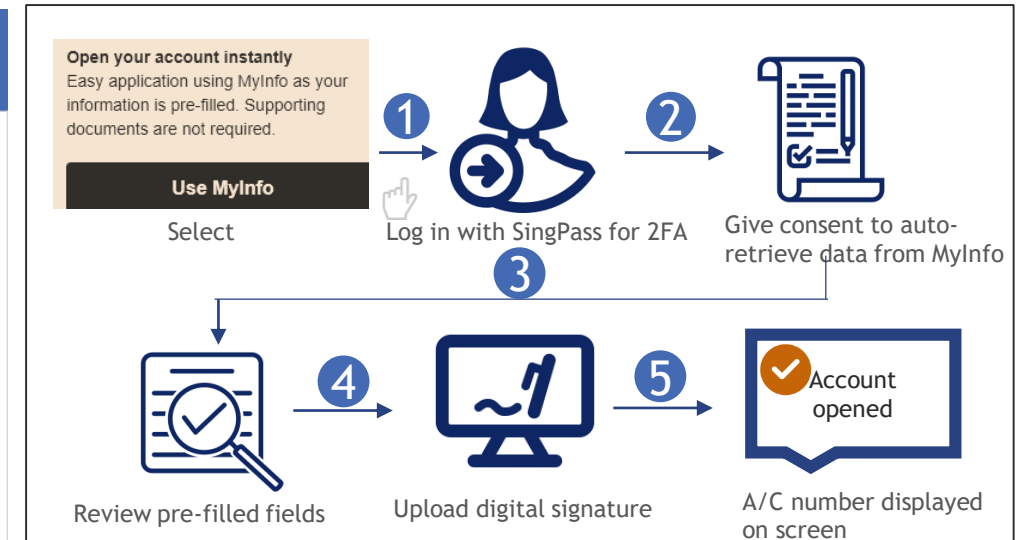 Open your account instantly
Easy application using MyInfo as your
information is pre-filled. Supporting
documents are not required.
Use MyInfo
Select
1
Log in with SingPass for 2FA
2
Give consent to auto-
retrieve data from MyInfo
3
Review pre-filled fields
4
Upload digital signature
5
Account
opened
A/C number displayed
on screen